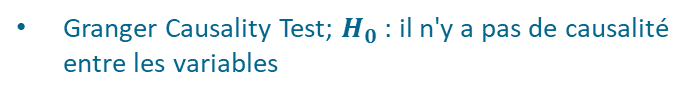 • Granger Causality Test; H₀ : il n'y a pas de causalité
entre les variables